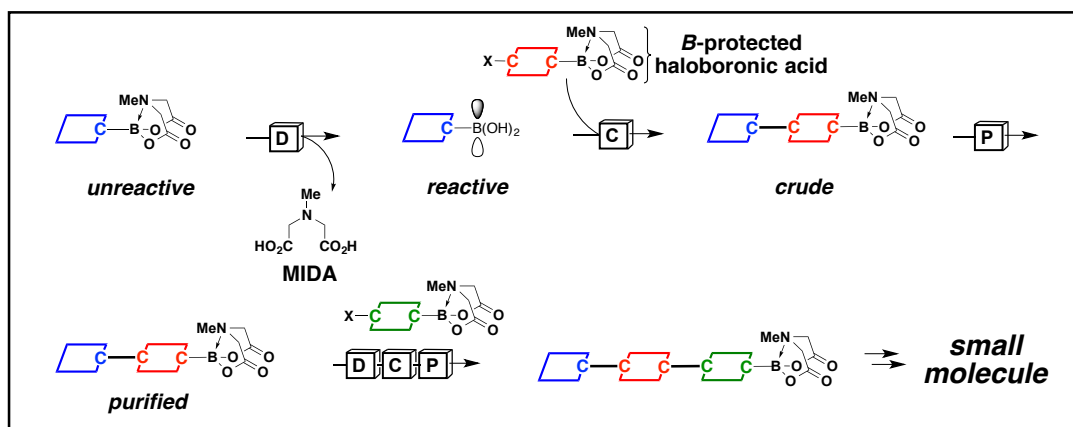 MeN
B-protected
haloboronic acid
X C C B O O
O O
MeN
C B O O
O O
D
C B(OH)2
C
MeN
C C C B O O
O O
P
unreactive
reactive
crude
Me
N
HO2C CO2H
MIDA
MeN
X C C B O O
O O
MeN
C C C B O O
O O
D C P
MeN
C C C C C B O O
O O
small
molecule
purified